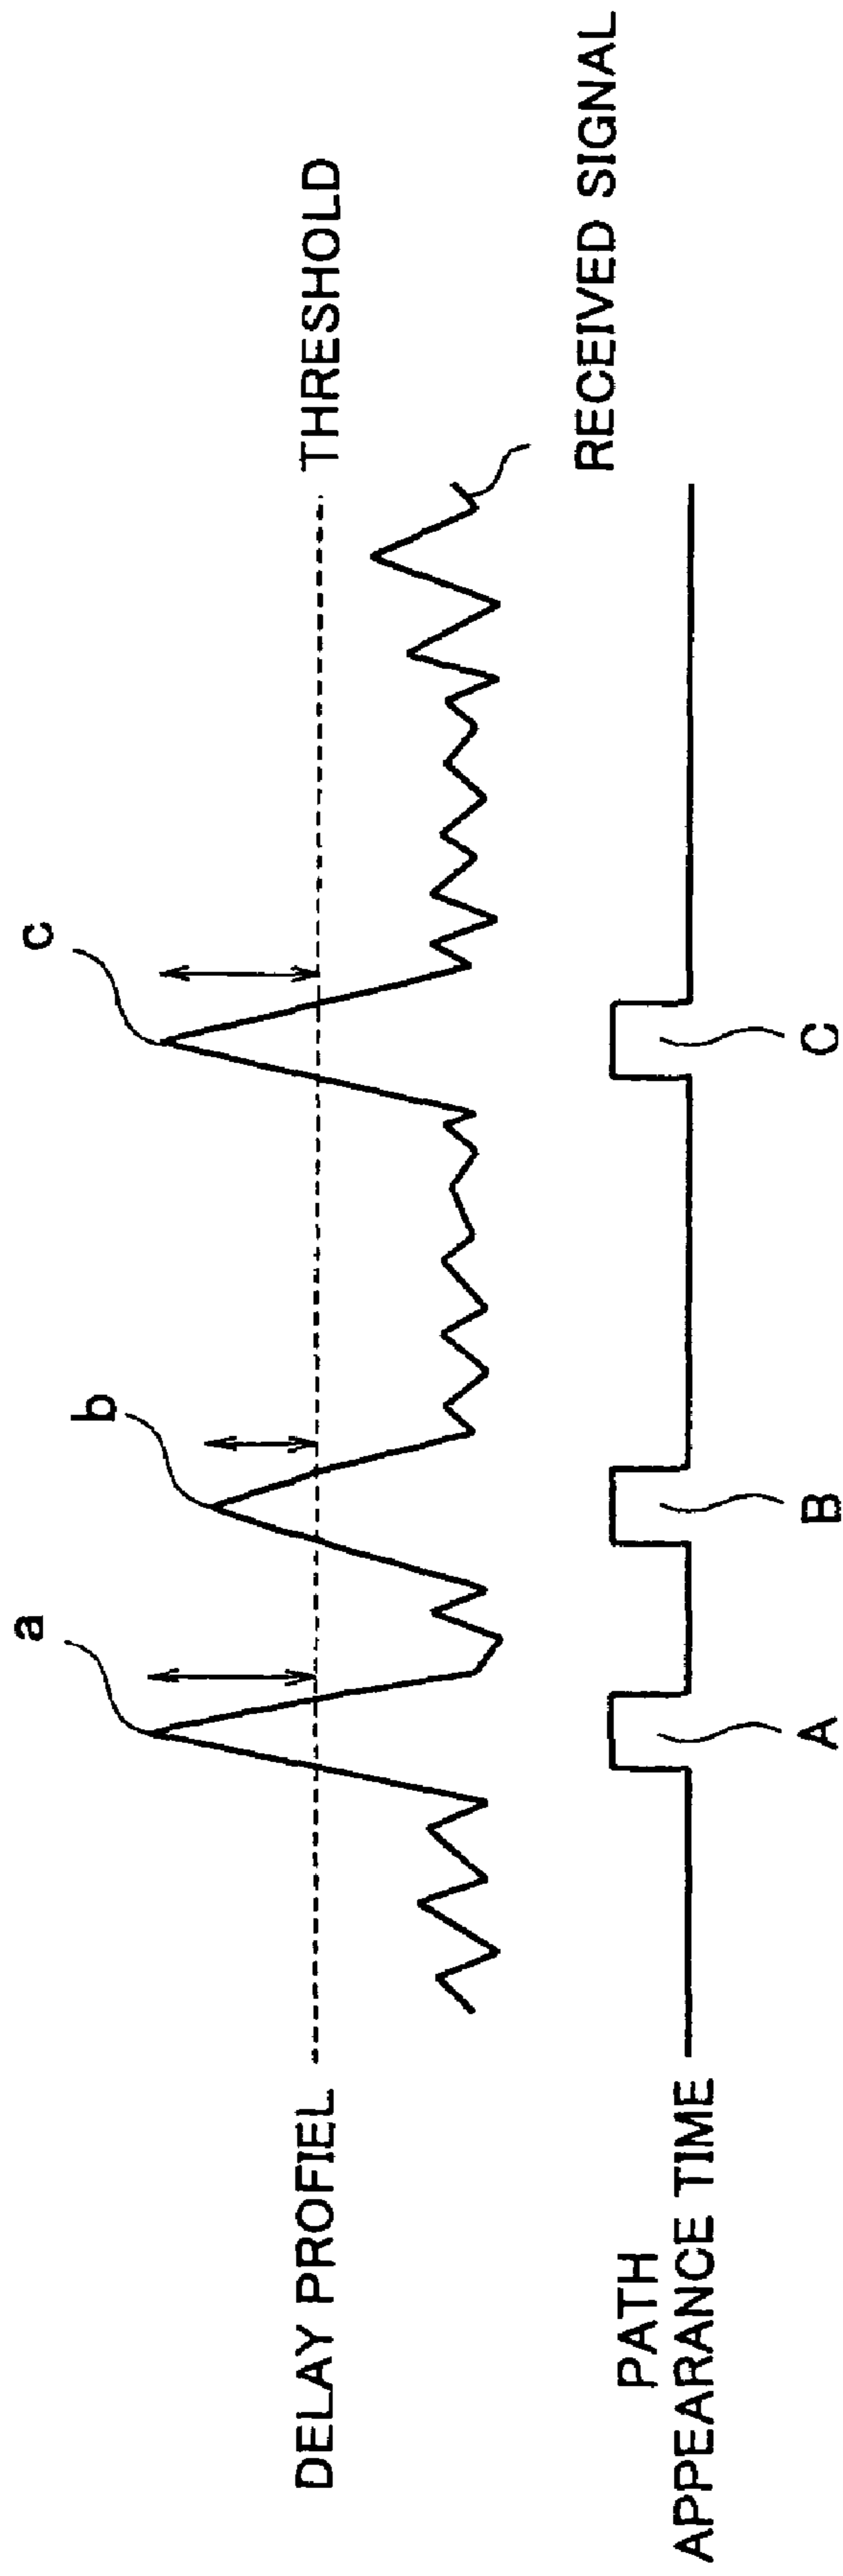 a
b
c
DELAY PROFIEL
THRESHOLD
RECEIVED SIGNAL
PATH
APPEARANCE TIME
A
B
C